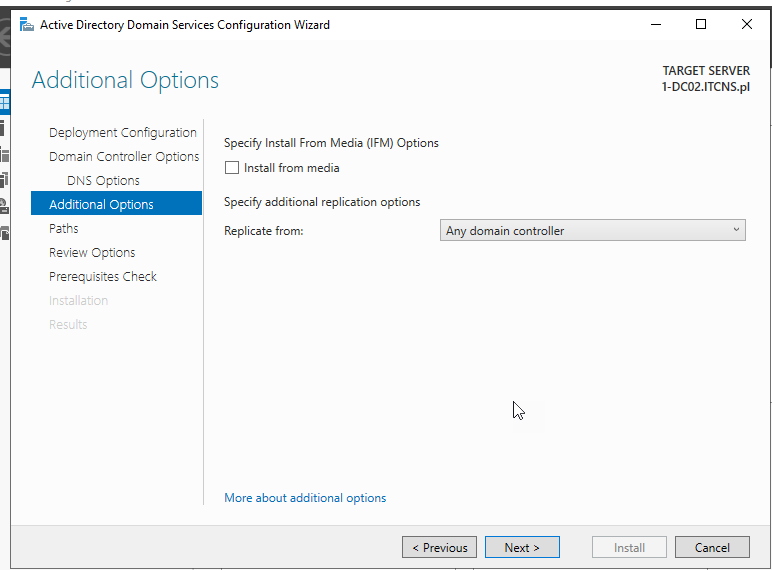 Active Directory Domain Services Configuration Wizard
Additional Options
TARGET SERVER
1-DC02.ITCNS.pl
Deployment Configuration
Domain Controller Options
DNS Options
Additional Options
Paths
Review Options
Prerequisites Check
Installation
Results
Specify Install From Media (IFM) Options
Install from media
Specify additional replication options
Replicate from:
Any domain controller
More about additional options
< Previous
Next >
Install
Cancel